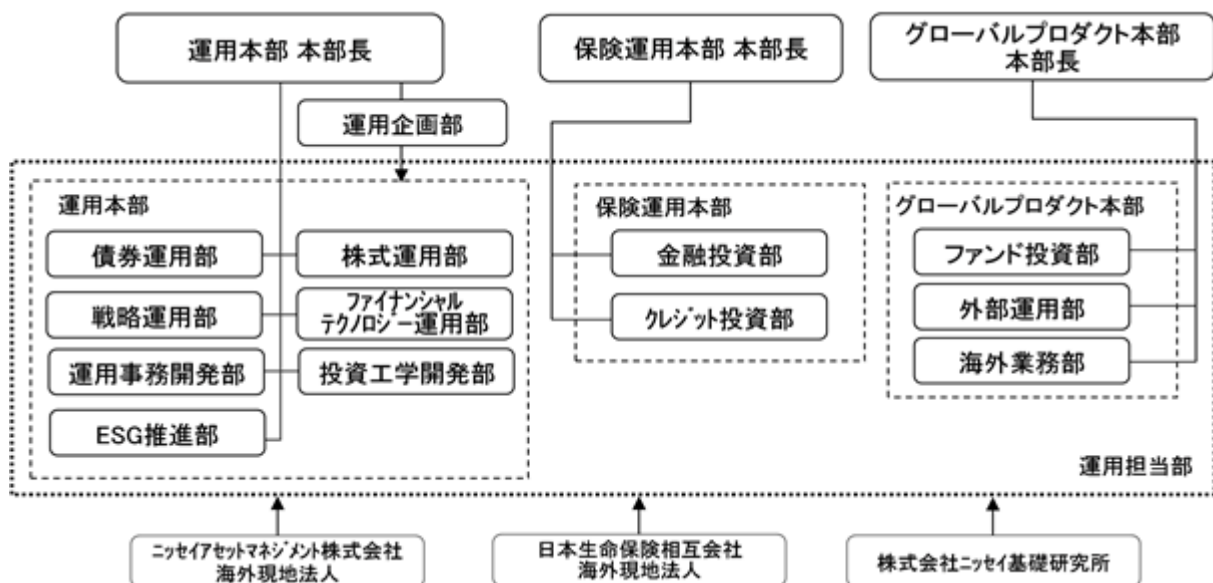 運用本部 本部長
保険運用本部 本部長
グローバルプロダクト本部
本部長
運用企画部
運用本部
債券運用部
株式運用部
戦略運用部
ファイナンシャル
テクノロジー運用部
運用事務開発部
投資工学開発部
ESG推進部
保険運用本部
金融投資部
クレジット投資部
グローバルプロダクト本部
ファンド投資部
外部運用部
海外業務部
運用担当部
ニッセイアセットマネジメント株式会社
海外現地法人
日本生命保険相互会社
海外現地法人
株式会社ニッセイ基礎研究所